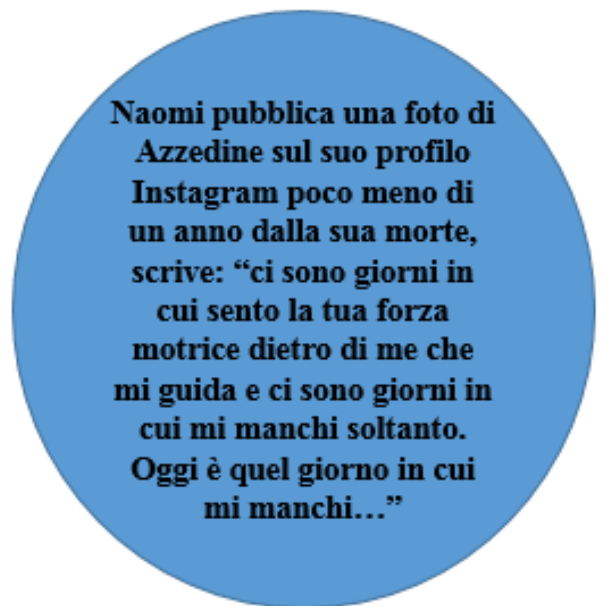 Naomi pubblica una foto di
Azzedine sul suo profilo
Instagram poco meno di
un anno dalla sua morte,
scrive: “ci sono giorni in
cui sento la tua forza
motrice dietro di me che
mi guida e ci sono giorni in
cui mi manchi soltanto.
Oggi è quel giorno in cui
mi manchi…”